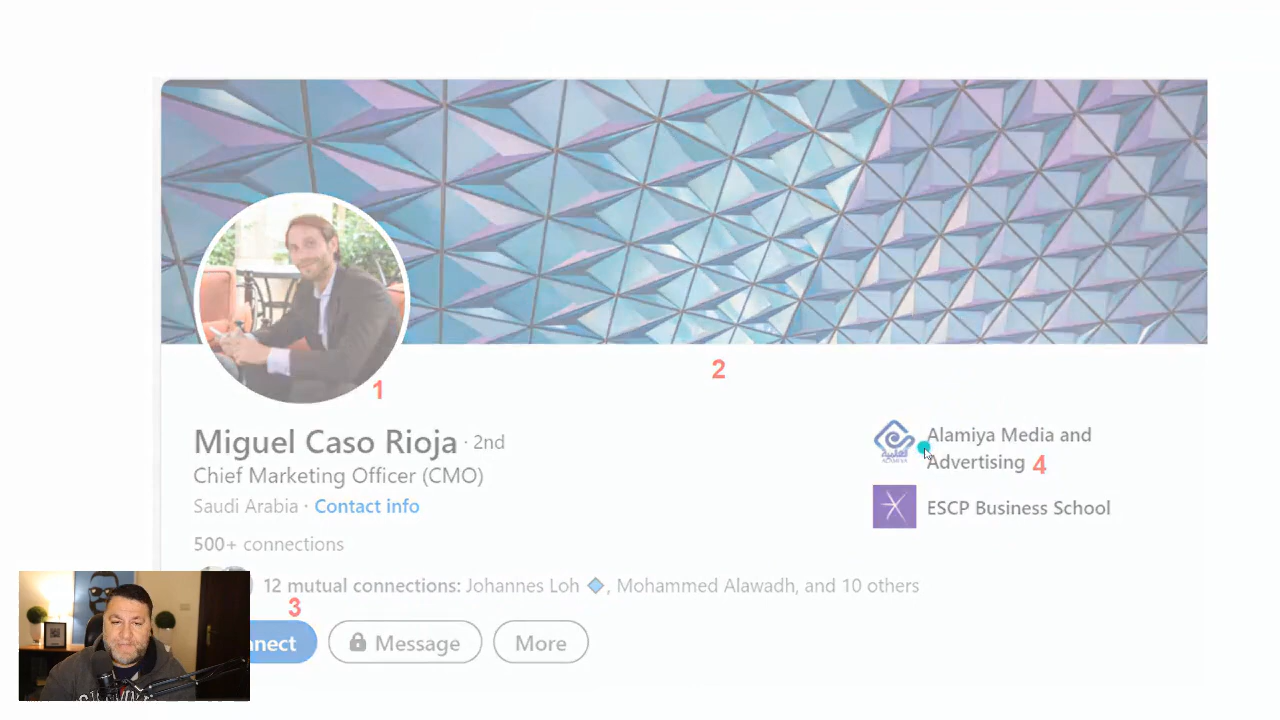 1
2
Miguel Caso Rioja · 2nd
Chief Marketing Officer (CMO)
Saudi Arabia · Contact info
500+ connections
12 mutual connections: Johannes Loh 🔷, Mohammed Alawadh, and 10 others
3
nect
Message
More
Alamiya Media and
Advertising 4
ESCP Business School